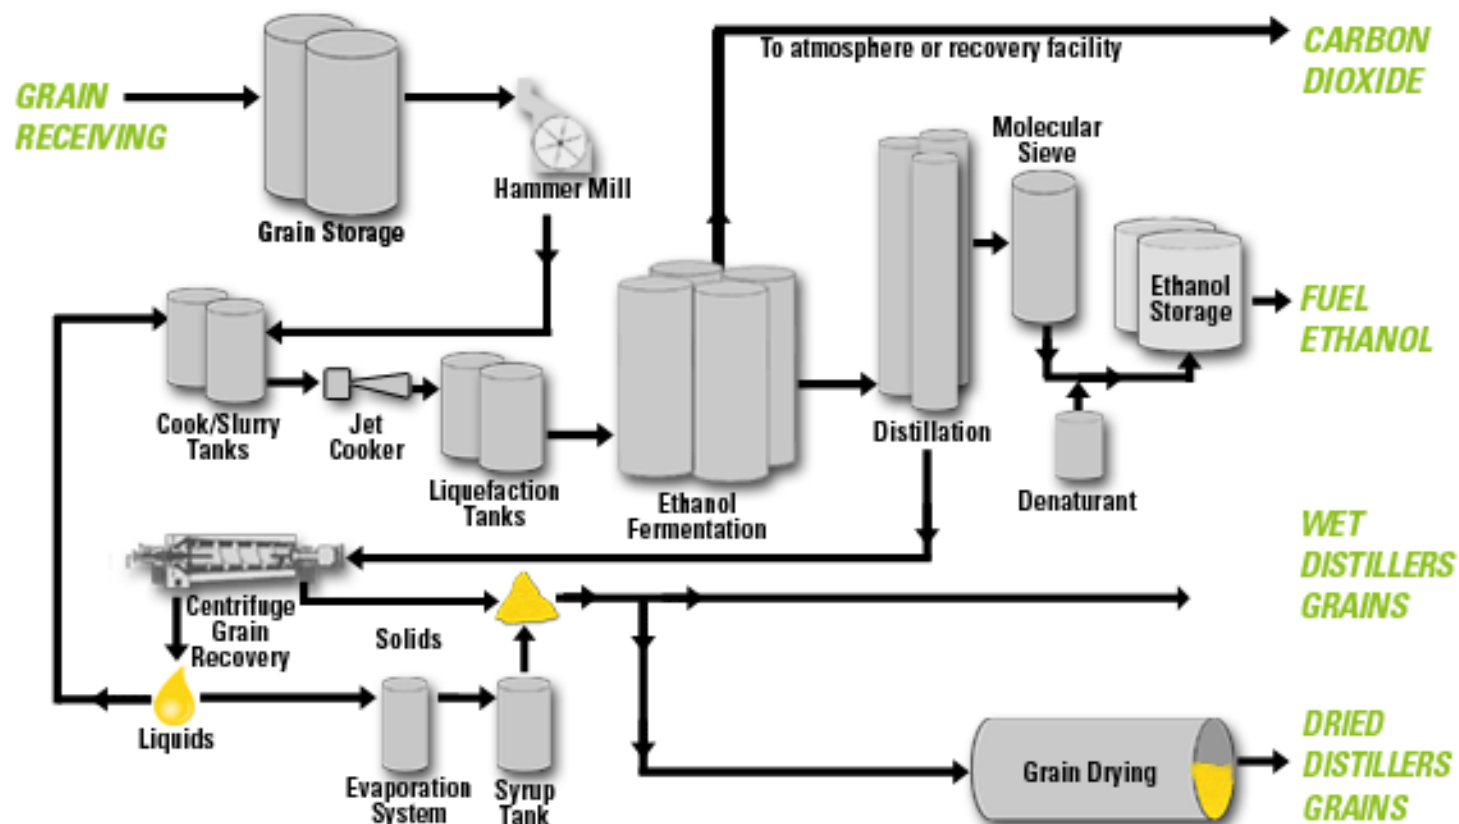 To atmosphere or recovery facility
CARBON
DIOXIDE
GRAIN
RECEIVING
Grain Storage
Hammer Mill
Molecular
Sieve
Ethanol
Storage
FUEL
ETHANOL
Cook/Slurry
Tanks
Jet
Cooker
Liquefaction
Tanks
Ethanol
Fermentation
Distillation
Denaturant
WET
DISTILLERS
GRAINS
Centrifuge
Grain
Recovery
Solids
Liquids
Evaporation
System
Syrup
Tank
Grain Drying
DRIED
DISTILLERS
GRAINS